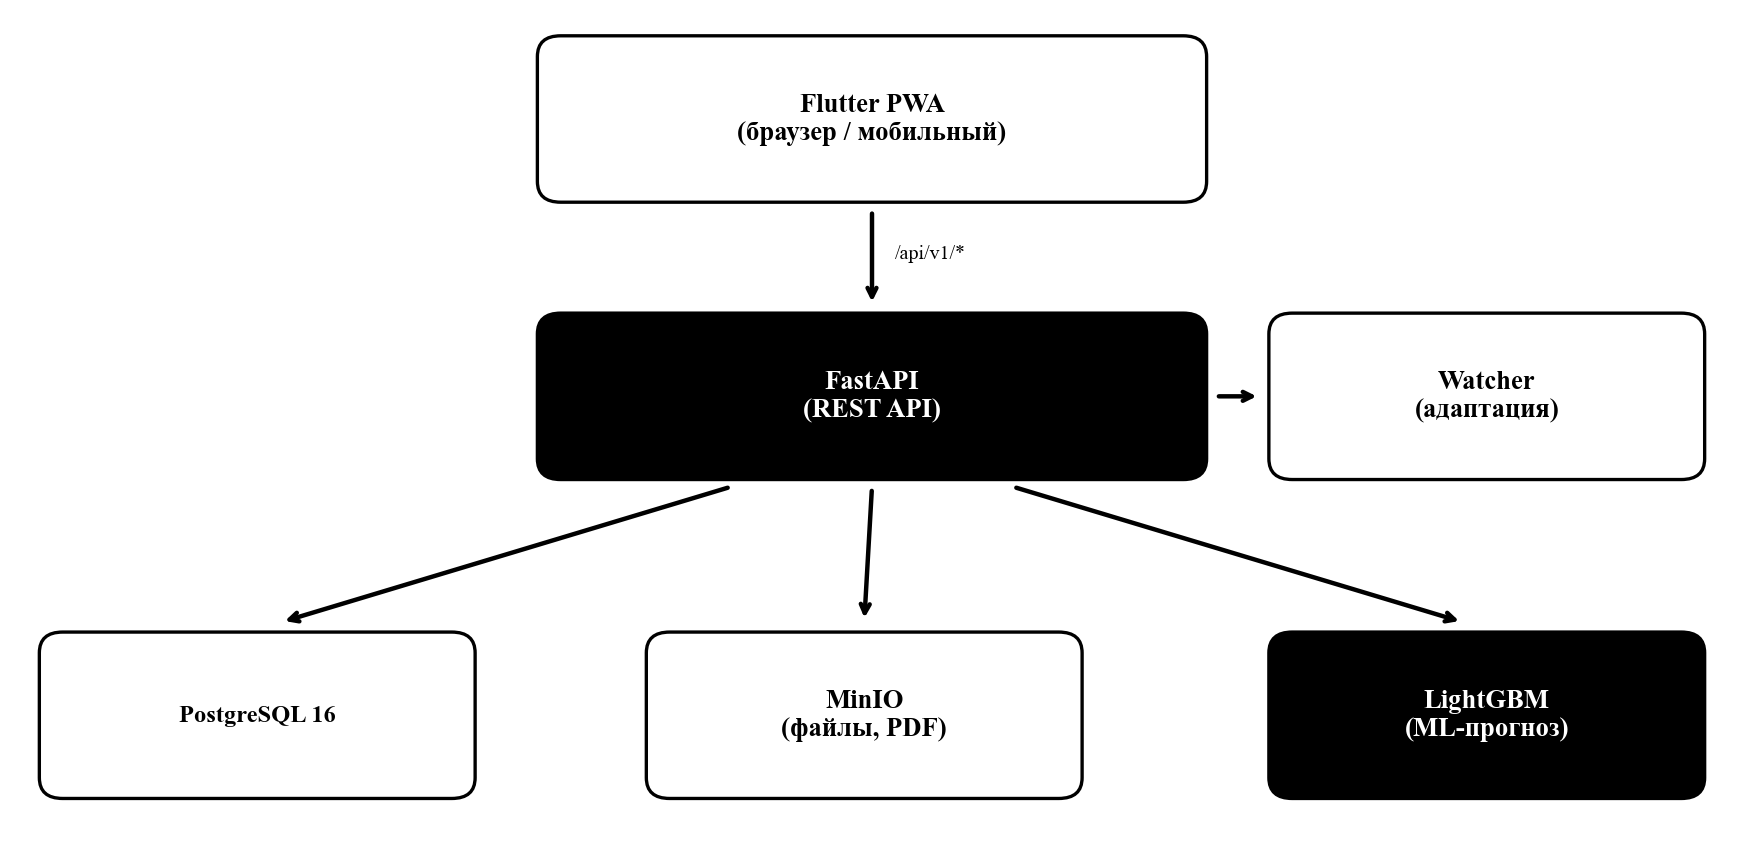 Flutter PWA
(браузер / мобильный)
/api/v1/*
FastAPI
(REST API)
Watcher
(адаптация)
PostgreSQL 16
MinIO
(файлы, PDF)
LightGBM
(ML-прогноз)